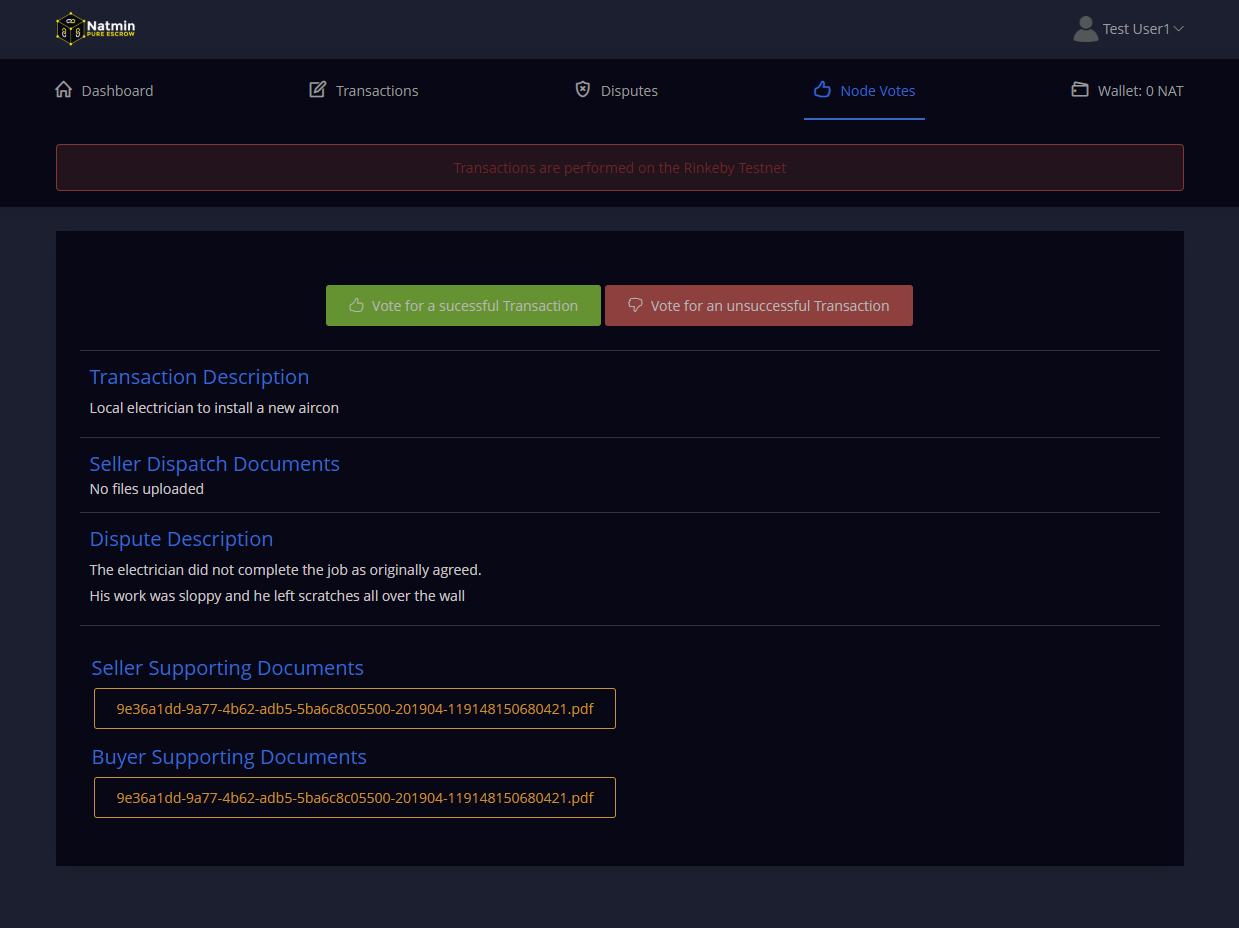 Natmin
PURE ESCROW
Test User1
Dashboard
Transactions
Disputes
Node Votes
Wallet: 0 NAT
Transactions are performed on the Rinkeby Testnet
Vote for a sucessful Transaction
Vote for an unsuccessful Transaction
Transaction Description
Local electrician to install a new aircon
Seller Dispatch Documents
No files uploaded
Dispute Description
The electrician did not complete the job as originally agreed.
His work was sloppy and he left scratches all over the wall
Seller Supporting Documents
9e36a1dd-9a77-4b62-adb5-5ba6c8c05500-201904-119148150680421.pdf
Buyer Supporting Documents
9e36a1dd-9a77-4b62-adb5-5ba6c8c05500-201904-119148150680421.pdf